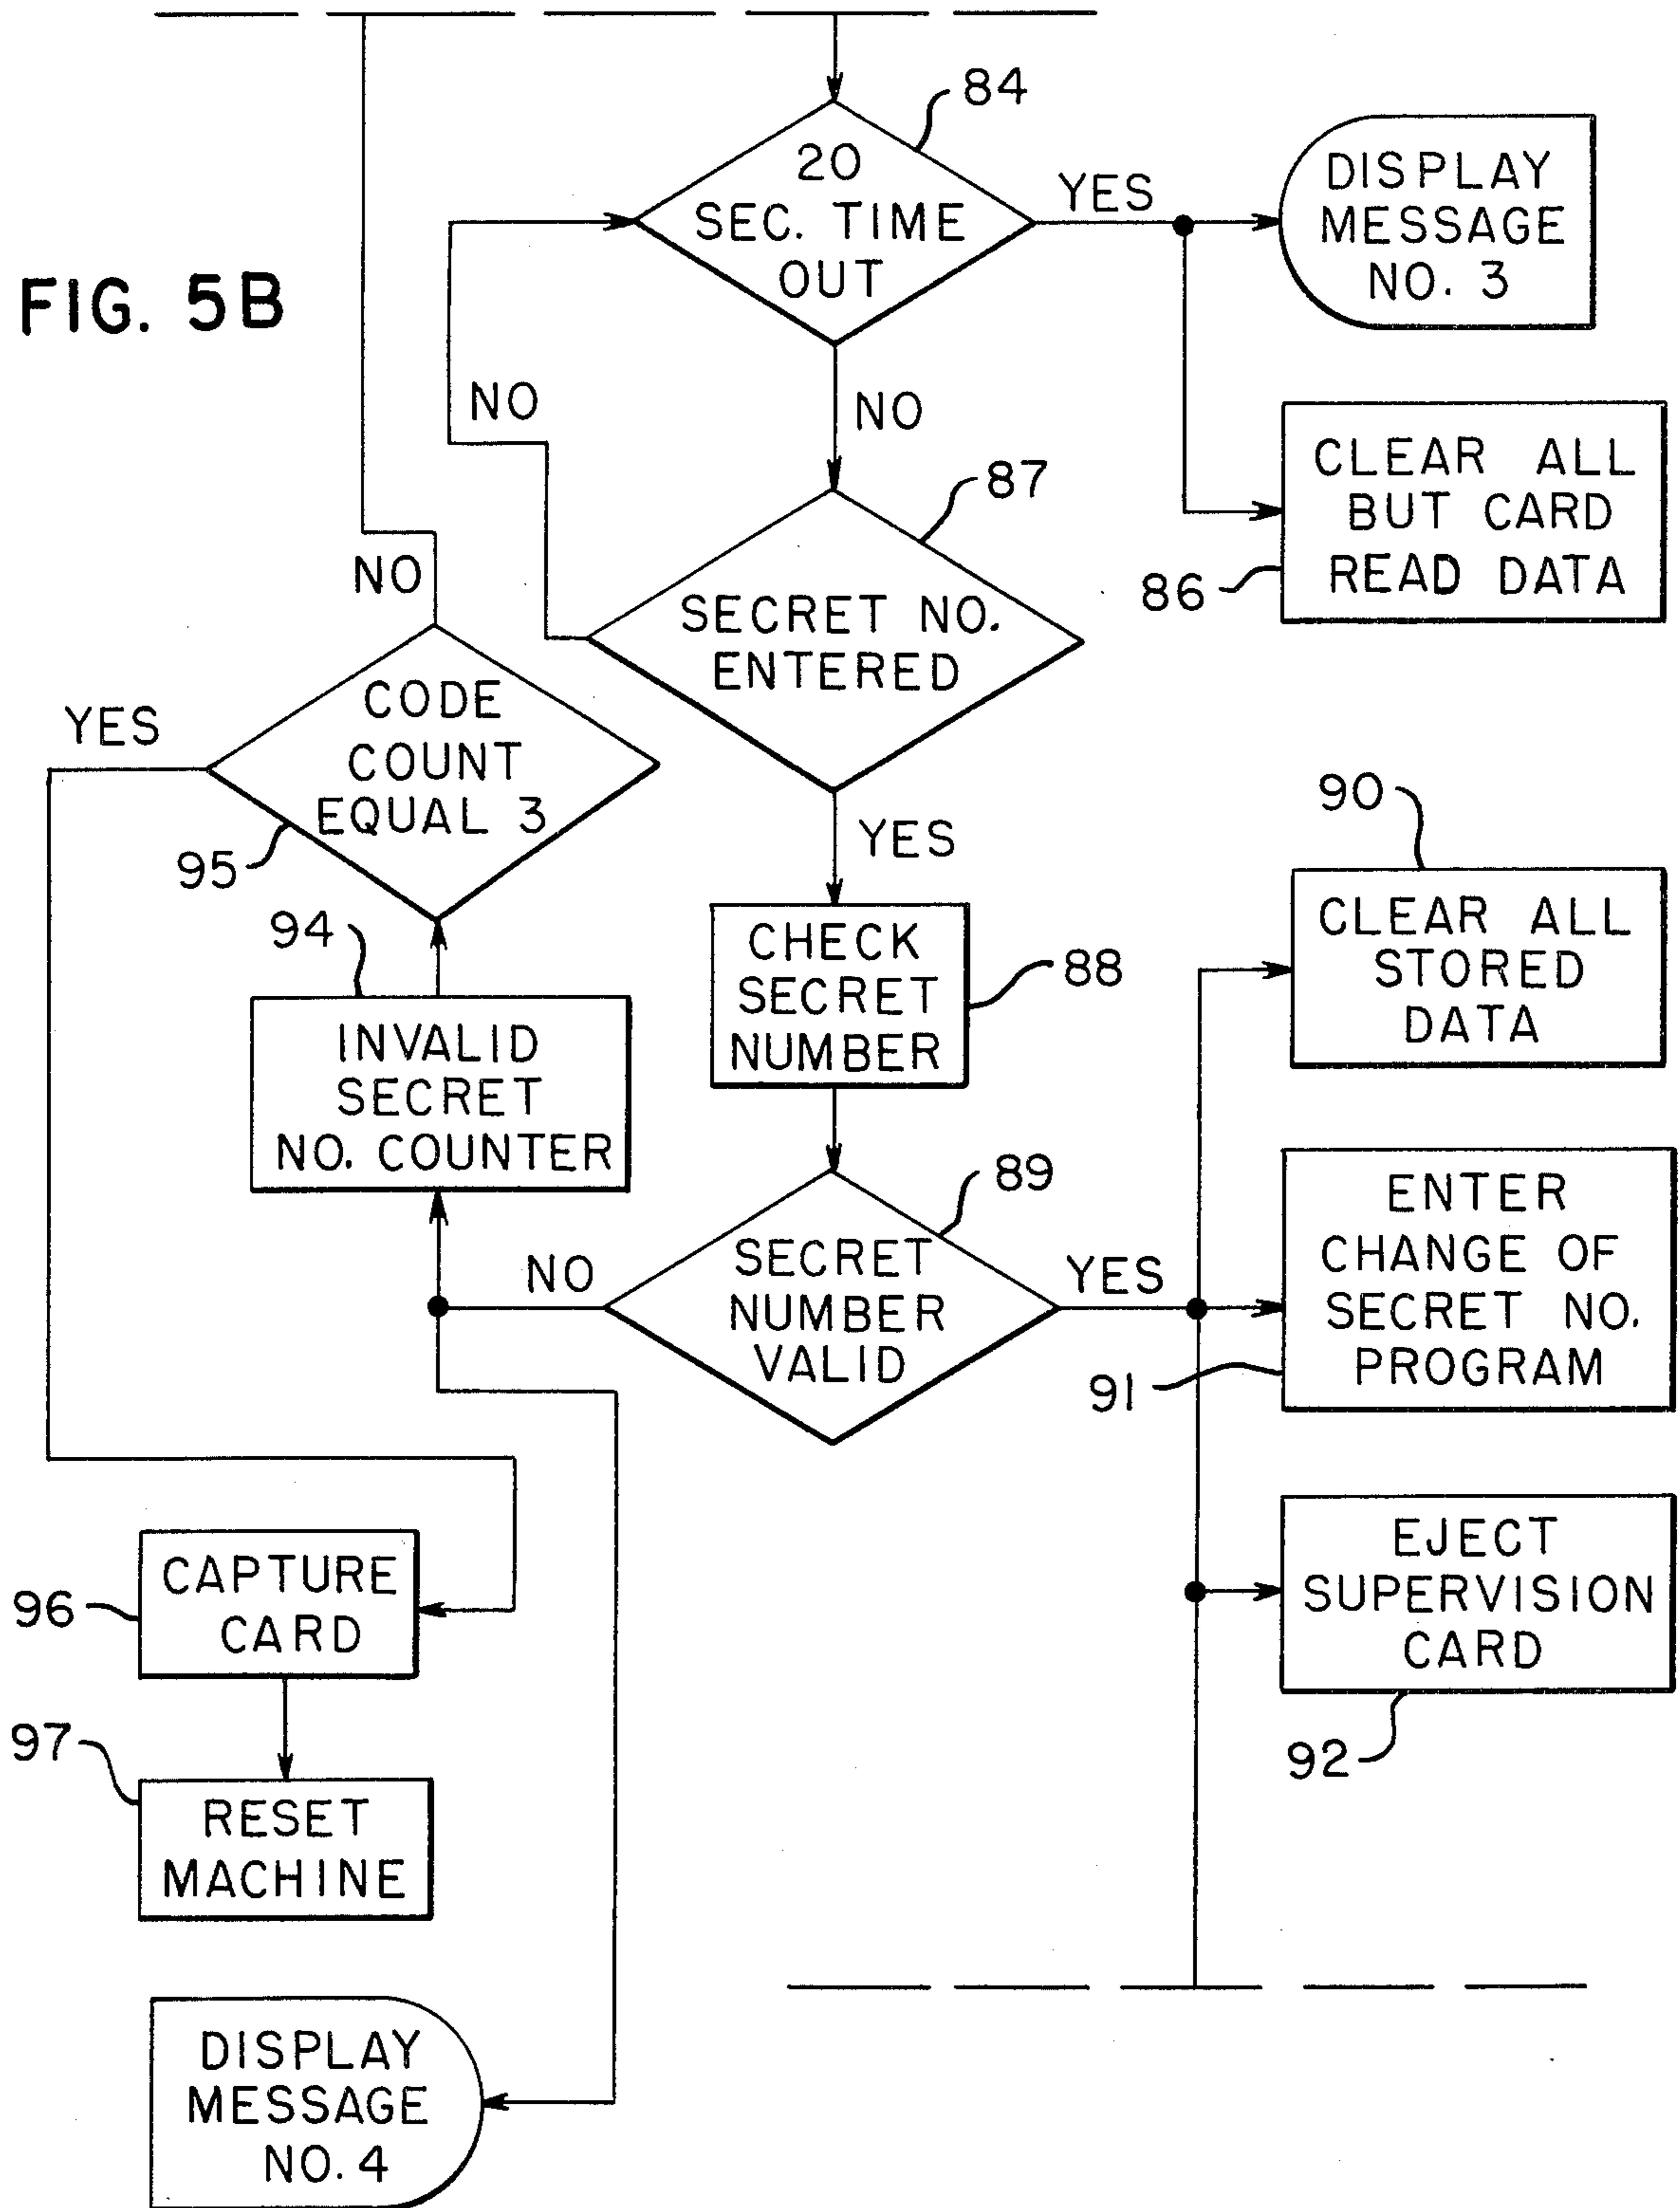 FIG. 5B
84
20
SEC. TIME
OUT
YES
DISPLAY
MESSAGE
NO. 3
NO
NO
CLEAR ALL
BUT CARD
READ DATA
86
87
SECRET NO.
ENTERED
NO
CODE
COUNT
EQUAL 3
YES
95
YES
90
CLEAR ALL
STORED
DATA
94
INVALID
SECRET
NO. COUNTER
CHECK
SECRET
NUMBER
88
89
SECRET
NUMBER
VALID
NO
YES
ENTER
CHANGE OF
SECRET NO.
PROGRAM
91
EJECT
SUPERVISION
CARD
92
CAPTURE
CARD
96
97
RESET
MACHINE
DISPLAY
MESSAGE
NO. 4